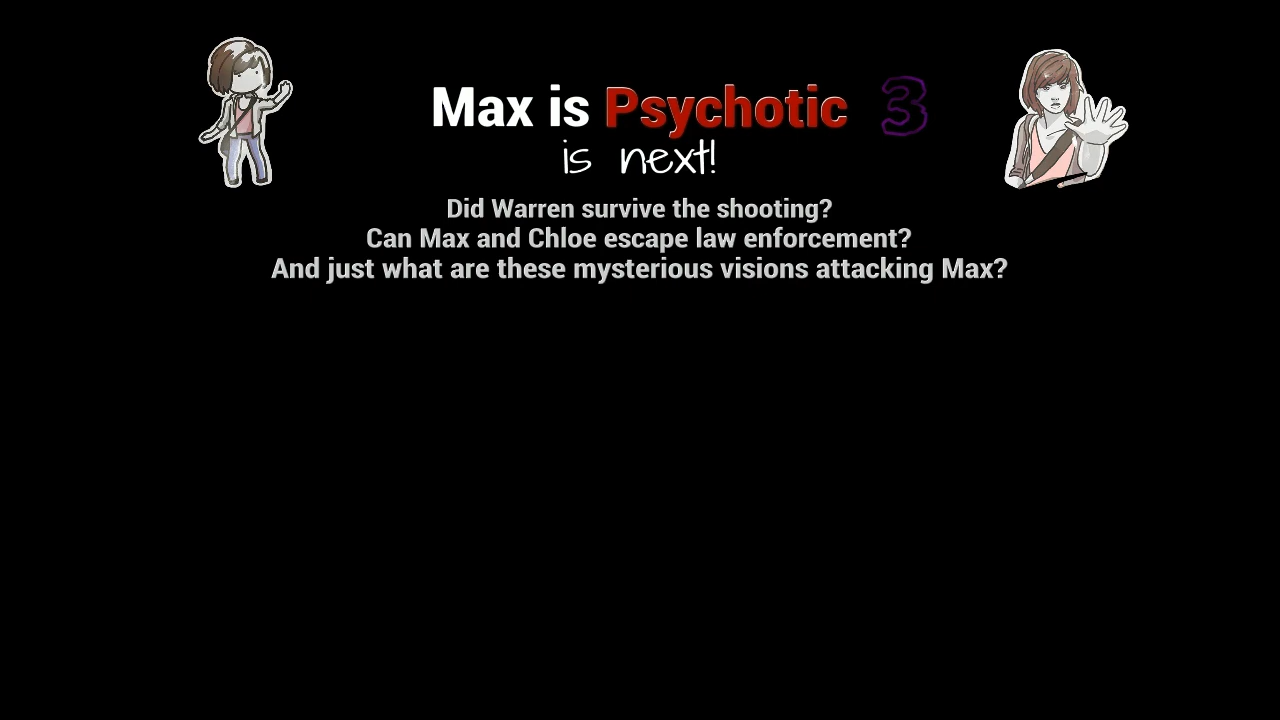 Max is Psychotic 3
is next!
Did Warren survive the shooting?
Can Max and Chloe escape law enforcement?
And just what are these mysterious visions attacking Max?